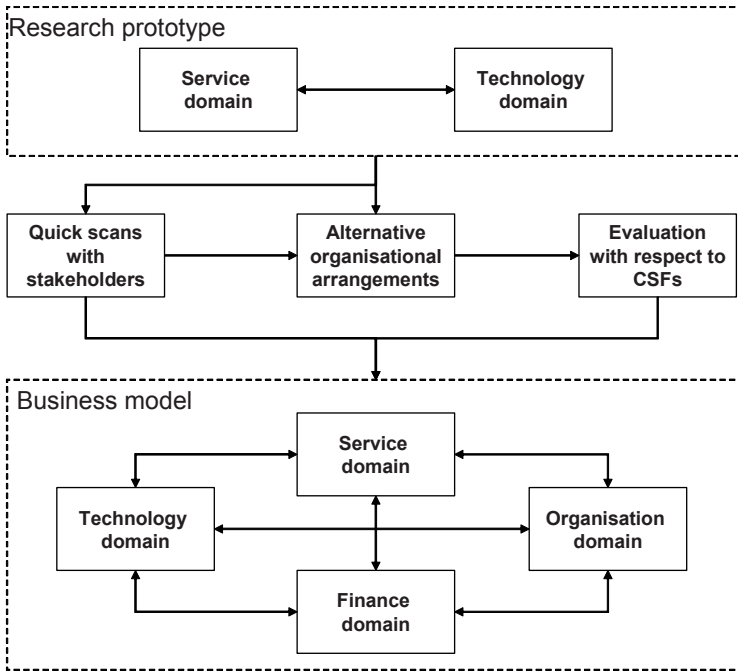 Research prototype
Service
domain
Technology
domain
Quick scans
with
stakeholders
Alternative
organisational
arrangements
Evaluation
with respect to
CSFs
Business model
Service
domain
Technology
domain
Organisation
domain
Finance
domain